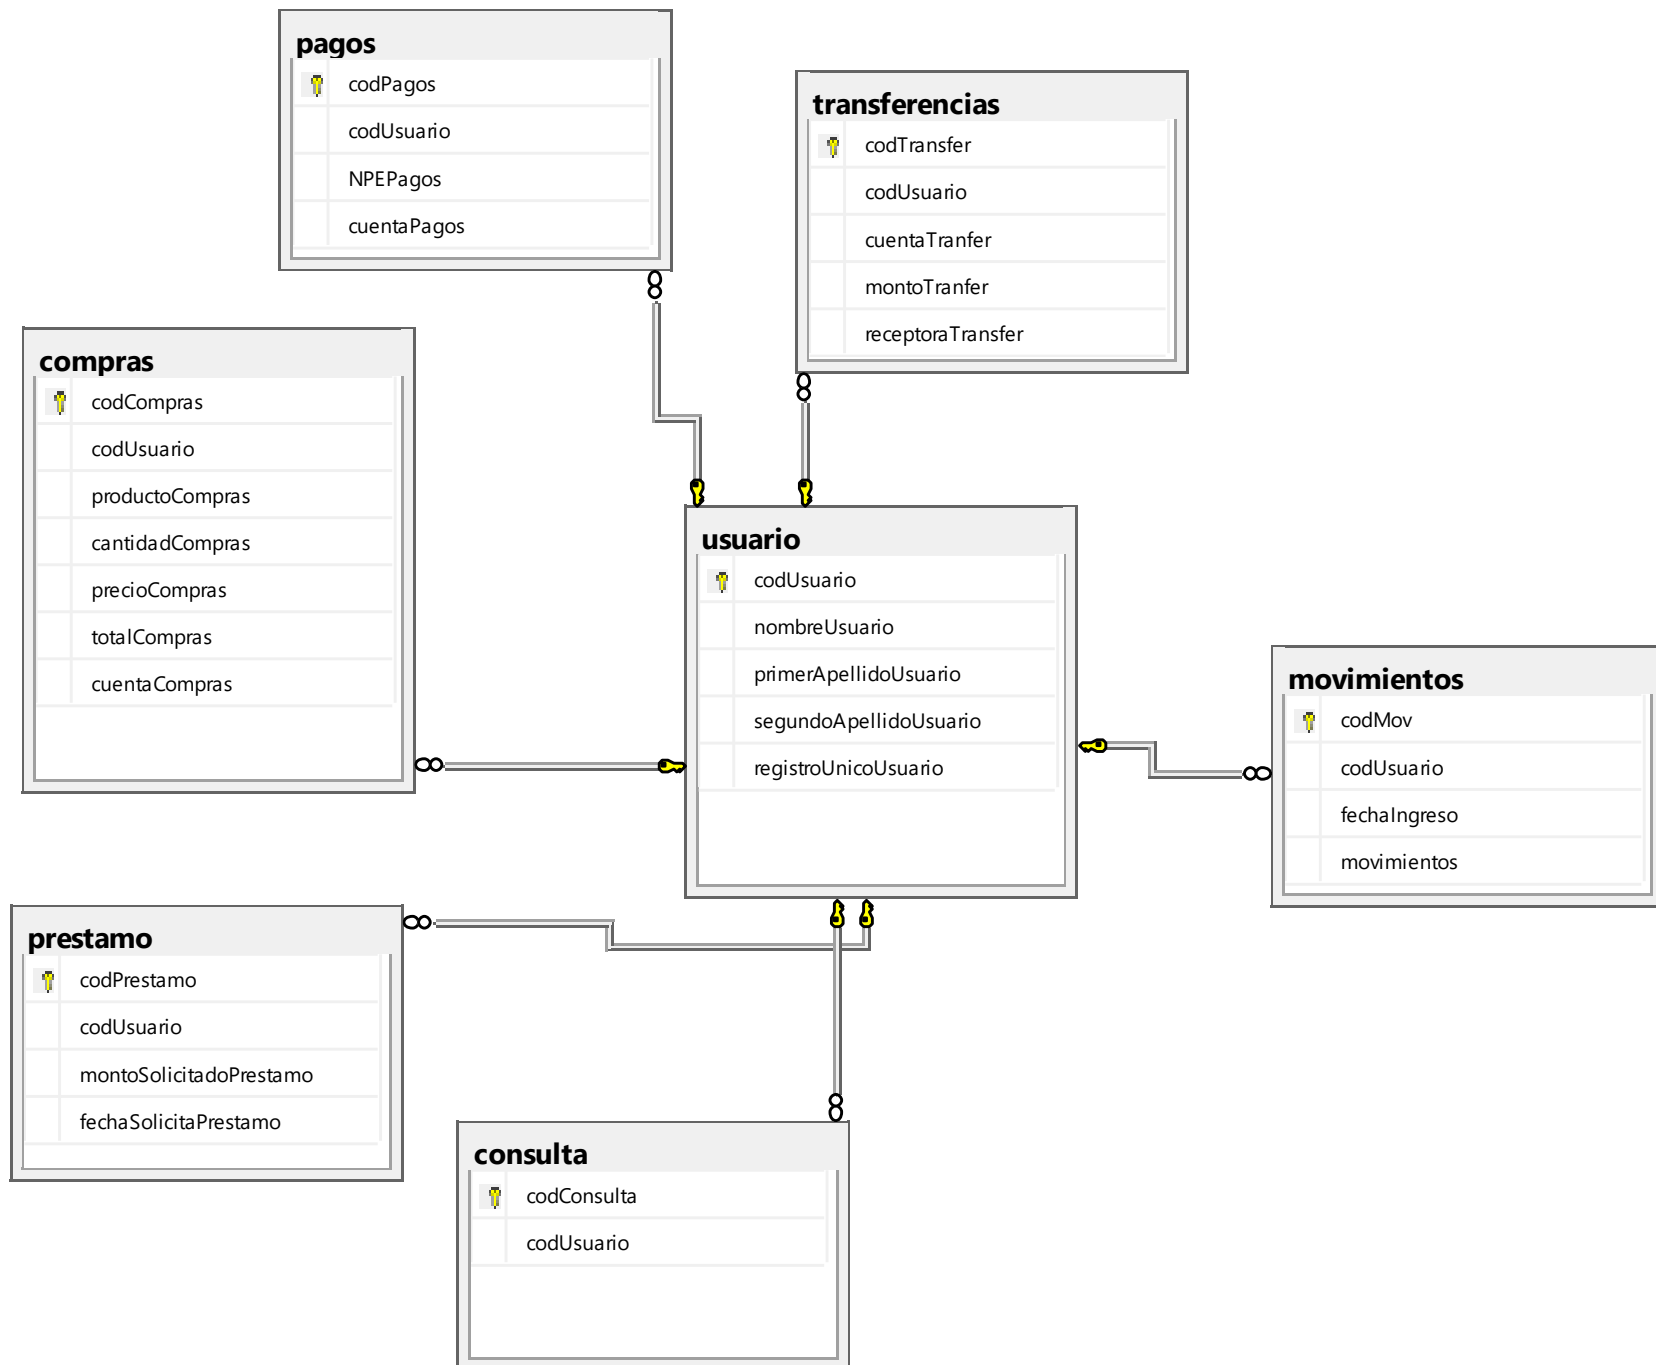 pagos
codPagos
codUsuario
NPEPagos
cuentaPagos
transferencias
codTransfer
codUsuario
cuentaTranfer
montoTranfer
receptoraTransfer
compras
codCompras
codUsuario
productoCompras
cantidadCompras
precioCompras
totalCompras
cuentaCompras
usuario
codUsuario
nombreUsuario
primerApellidoUsuario
segundoApellidoUsuario
registroUnicoUsuario
movimientos
codMov
codUsuario
fechaIngreso
movimientos
prestamo
codPrestamo
codUsuario
montoSolicitadoPrestamo
fechaSolicitaPrestamo
consulta
codConsulta
codUsuario